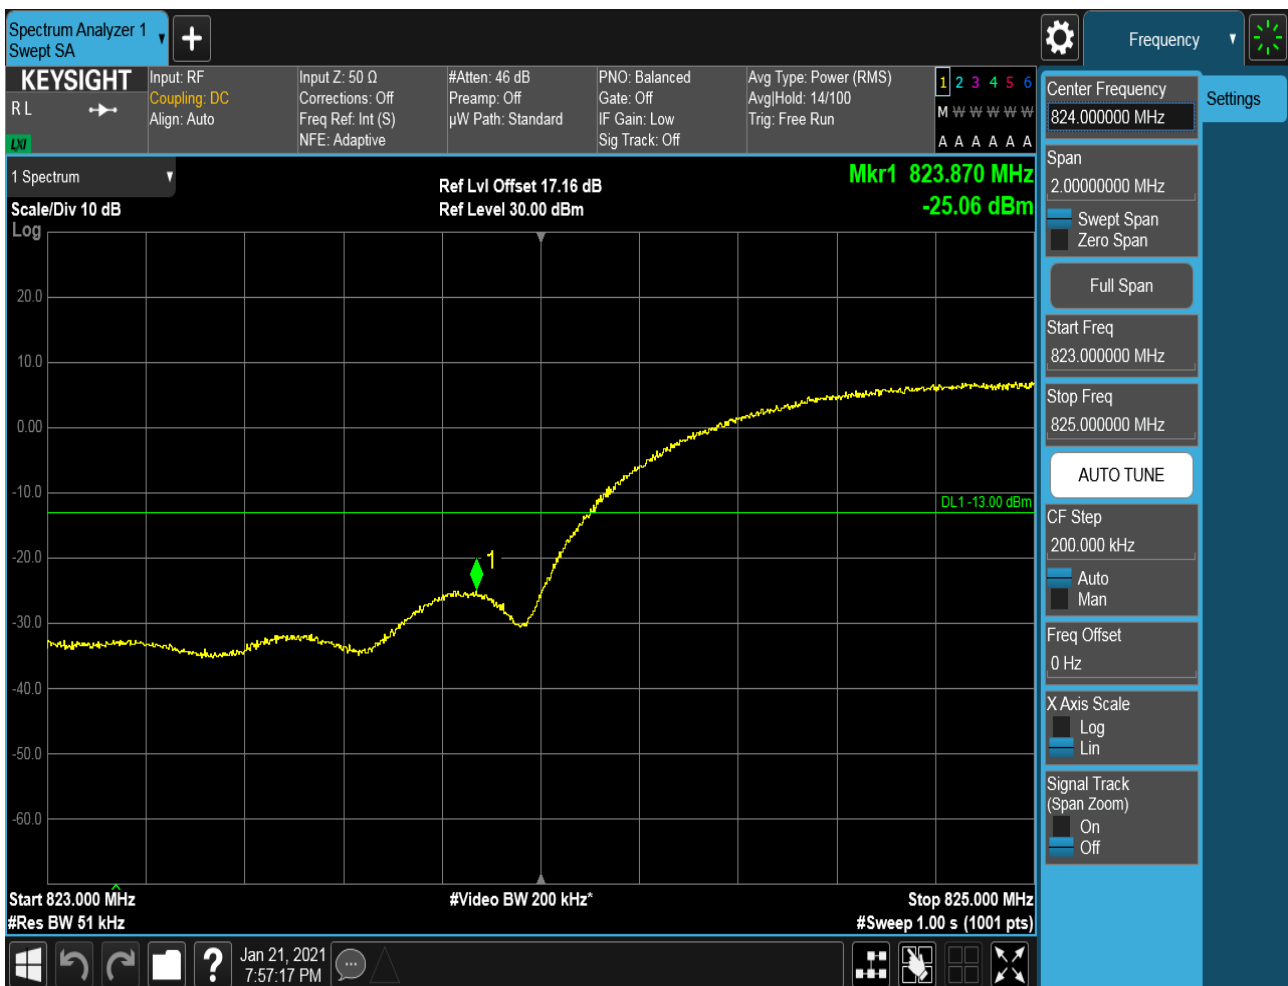 Spectrum Analyzer 1
Swept SA
Frequency
KEYSIGHT
R L
LXI
Input: RF
Coupling: DC
Align: Auto
Input Z: 50 Ω
Corrections: Off
Freq Ref: Int (S)
NFE: Adaptive
#Atten: 46 dB
Preamp: Off
µW Path: Standard
PNO: Balanced
Gate: Off
IF Gain: Low
Sig Track: Off
Avg Type: Power (RMS)
Avg|Hold: 14/100
Trig: Free Run
1 2 3 4 5 6
M W W W W W
A A A A A A
1 Spectrum
Scale/Div 10 dB
Log
Ref Lvl Offset 17.16 dB
Ref Level 30.00 dBm
Mkr1 823.870 MHz
-25.06 dBm
20.0
10.0
0.00
-10.0
-20.0
-30.0
-40.0
-50.0
-60.0
DL1 -13.00 dBm
1
Start 823.000 MHz
#Video BW 200 kHz*
Stop 825.000 MHz
#Res BW 51 kHz
#Sweep 1.00 s (1001 pts)
Jan 21, 2021
7:57:17 PM
Center Frequency
824.000000 MHz
Settings
Span
2.00000000 MHz
Swept Span
Zero Span
Full Span
Start Freq
823.000000 MHz
Stop Freq
825.000000 MHz
AUTO TUNE
CF Step
200.000 kHz
Auto
Man
Freq Offset
0 Hz
X Axis Scale
Log
Lin
Signal Track
(Span Zoom)
On
Off